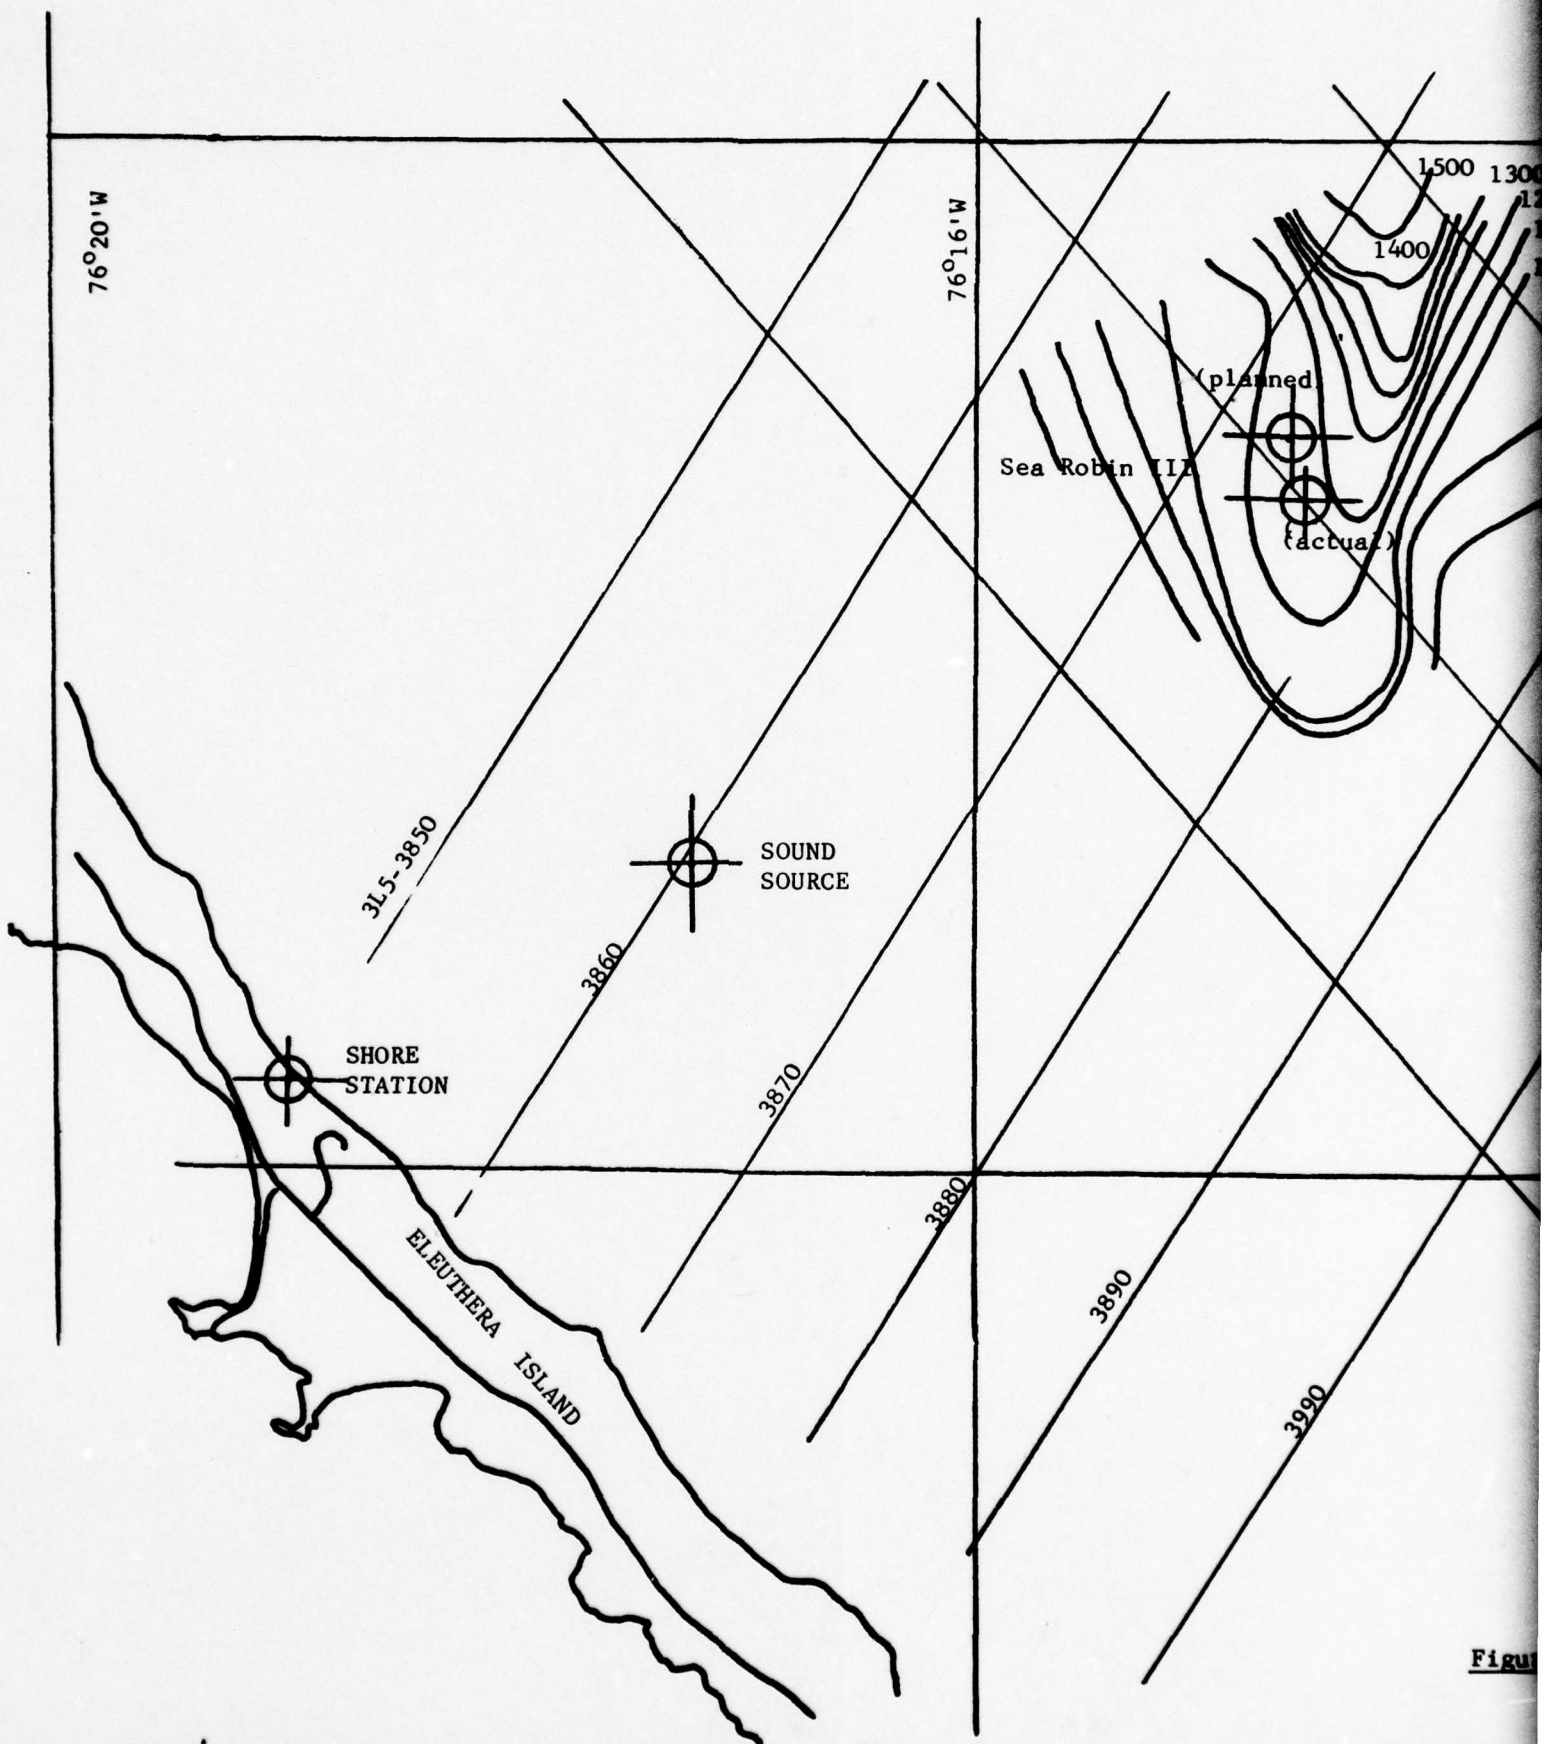 76°20'W
76°16'W
1500
1300
1400
(planned
Sea Robin III
(actual)
3L5-3850
SOUND
SOURCE
3860
SHORE
STATION
3870
3880
ELEUTHERA ISLAND
3890
3990